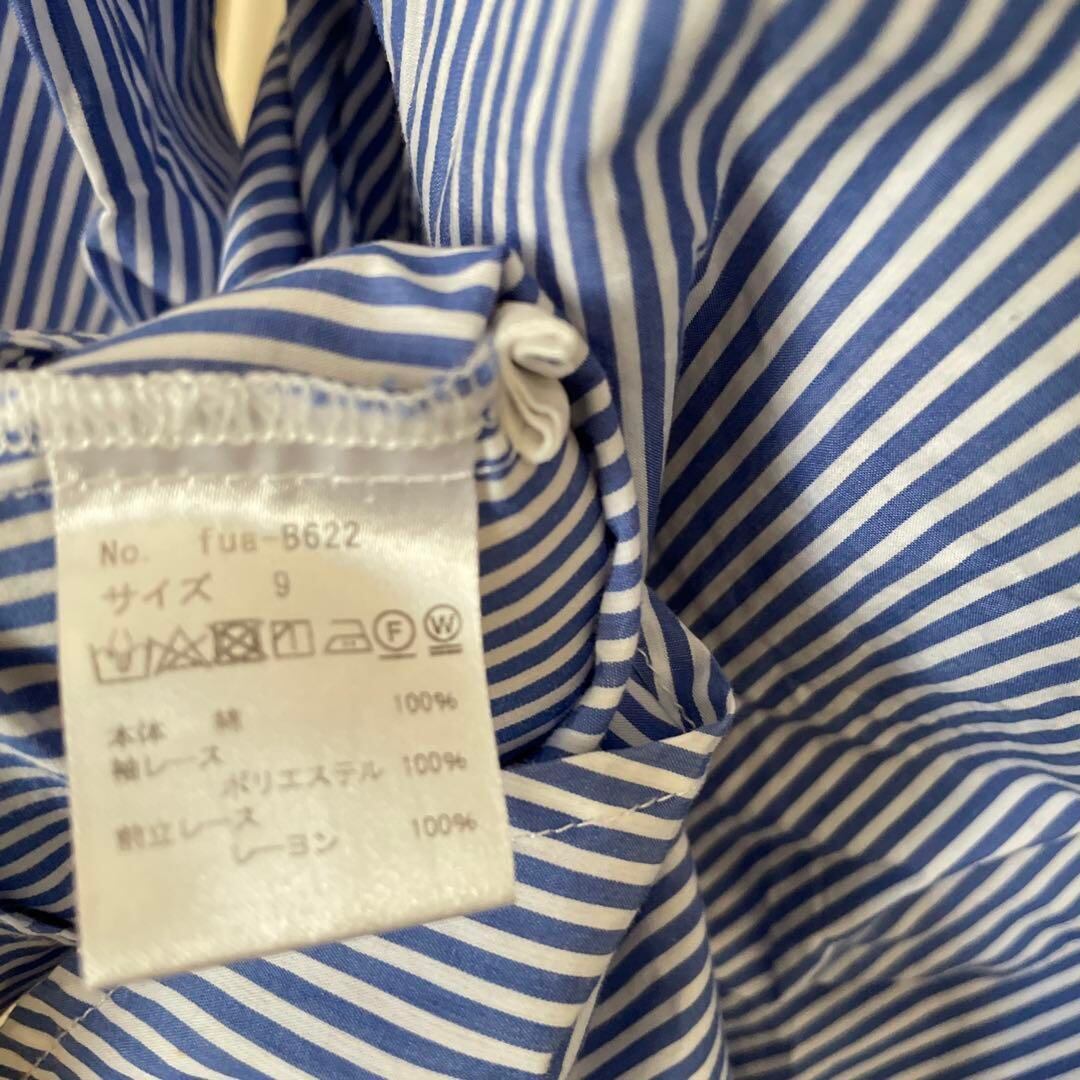 No. fua-B622
サイズ 9
F W
本体 綿 100%
袖レース
ポリエステル 100%
前立レース
レーヨン 100%